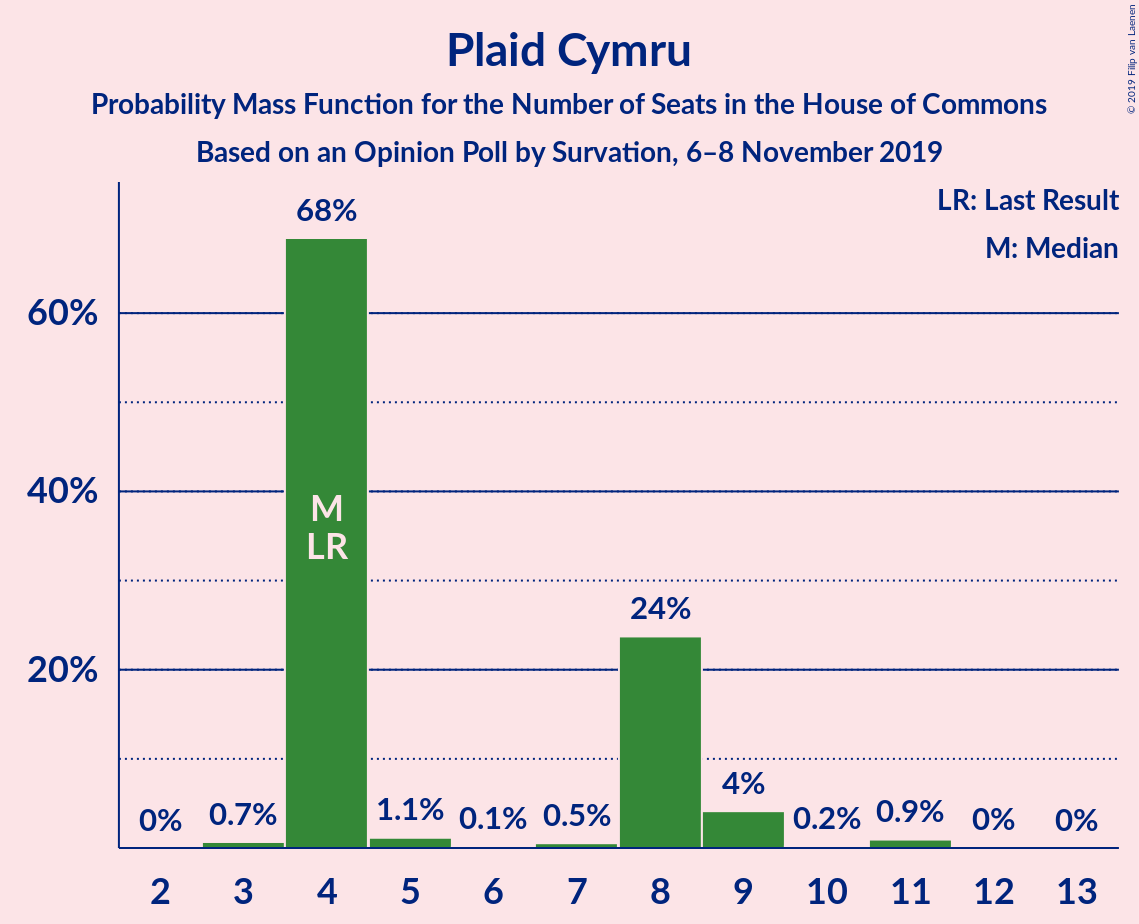 Plaid Cymru
Probability Mass Function for the Number of Seats in the House of Commons
Based on an Opinion Poll by Survation, 6–8 November 2019
© 2019 Filip van Laenen
LR: Last Result
M: Median
68%
60%
40%
M
LR
24%
20%
4%
0%
0.7%
1.1%
0.1%
0.5%
0.2%
0.9%
0%
0%
2 3 4 5 6 7 8 9 10 11 12 13